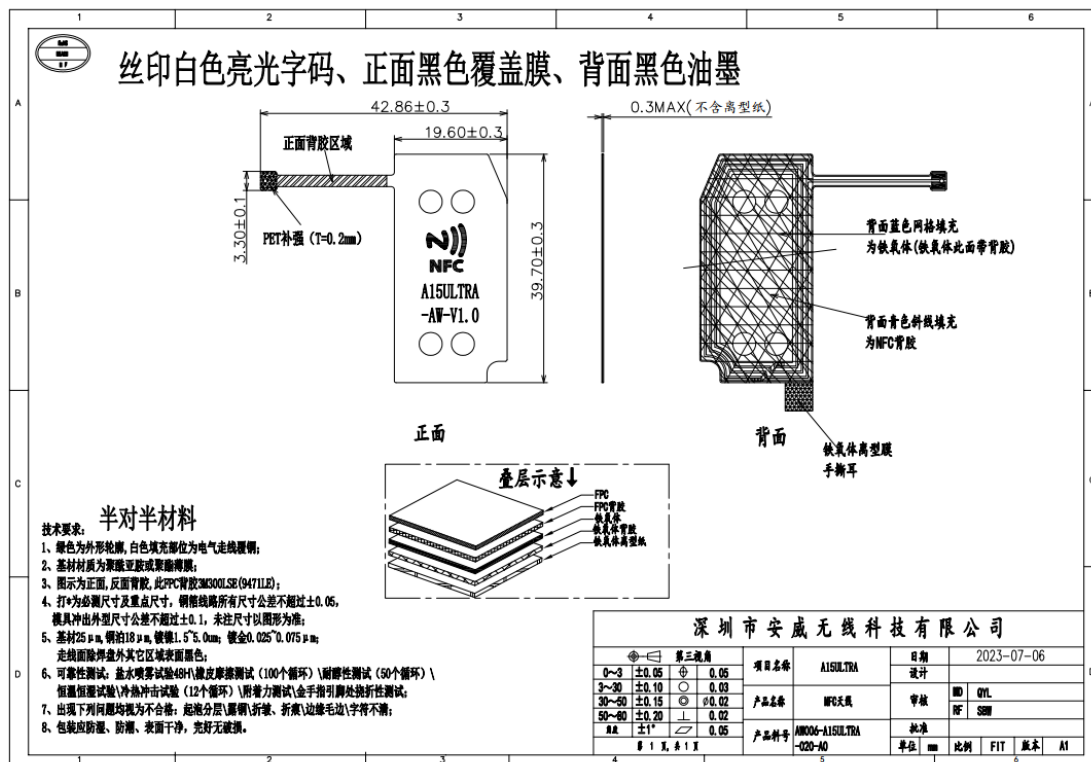 1 2 3 4 5 6
丝印白色亮光字码、正面黑色覆盖膜、背面黑色油墨
A
42.86±0.3
0.3MAX(不含离型纸)
19.60±0.3
正面背胶区域
3.30±0.1
PET补强（T=0.2mm）
39.70±0.3
NFC
A15ULTRA
-AW-V1.0
背面蓝色网格填充
为铁氧体(铁氧体此面带背胶)
B
背面青色斜线填充
为NFC背胶
正面
背面
铁氧体离型膜
手撕耳
C
叠层示意↓
FPC
FPC背胶
铁氧体
铁氧体背胶
铁氧体离型纸
半对半材料
技术要求:
1、绿色为外形轮廓,白色填充部位为电气走线覆铜;
2、基材材质为聚酰亚胺或聚酯薄膜;
3、图示为正面,反面背胶,此FPC背胶3M300LSE(9471LE);
4、打*为必测尺寸及重点尺寸，铜箔线路所有尺寸公差不超过±0.05,
模具冲出外型尺寸公差不超过±0.1，未注尺寸以图形为准;
5、基材25μm,铜泊18μm,镀镍1.5~5.0um; 镀金0.025~0.075μm;
走线面除焊盘外其它区域表面黑色;
6、可靠性测试: 盐水喷雾试验48H\橡皮摩擦测试（100个循环）\耐醇性测试（50个循环）\
恒温恒湿试验\冷热冲击试验（12个循环）\附着力测试\金手指引脚处挠折性测试;
7、出现下列问题均视为不合格: 起泡分层\露铜\折皱、折痕\边缘毛边\字符不清;
8、包装应防湿、防潮、表面干净，完好无破损。
D
深圳市安威无线科技有限公司
第三视角
0~3 ±0.05 0.05
3~30 ±0.10 0.03
30~50 ±0.15 ∅0.02
50~80 ±0.20 ⊥ 0.02
角度 ±1° 0.05
第 1 页,共 1 页
项目名称 A15ULTRA
产品名称 NFC天线
产品料号 AW006-A15ULTRA
-020-A0
日期 2023-07-06
设计
审核 MD QYL
RF SBW
批准
单位 mm 比例 FIT 版本 A1
1 2 3 4 5 6